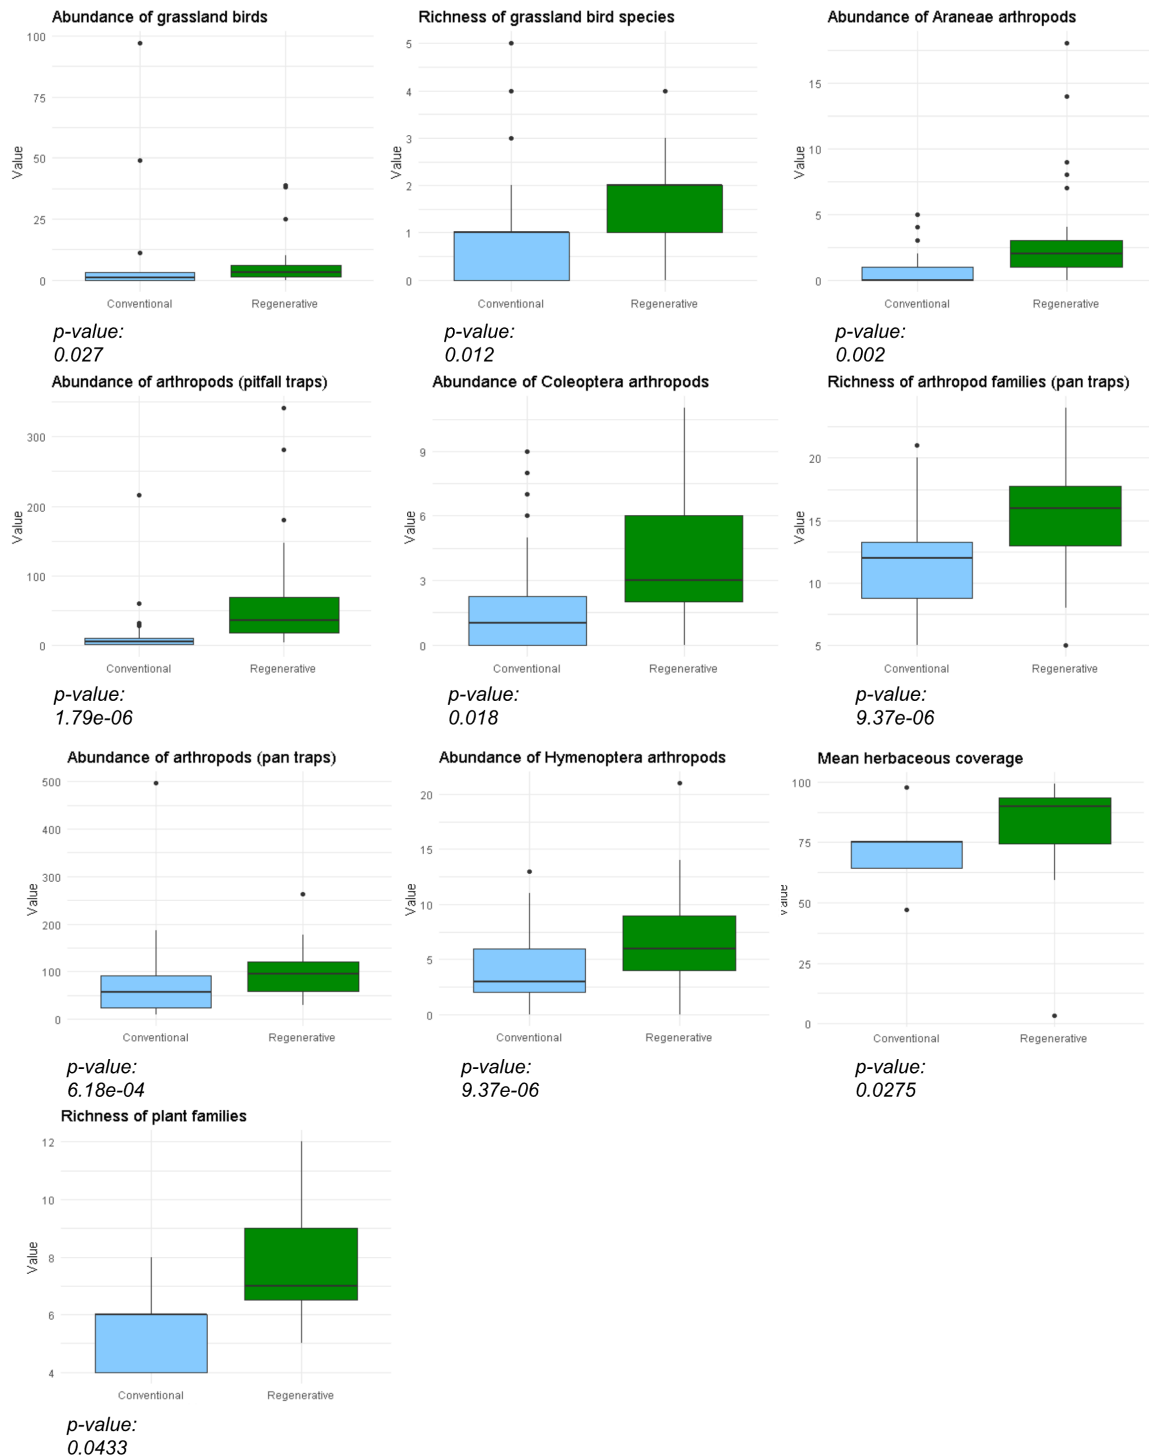 Abundance of grassland birds
100
75
50
25
0
Value
Conventional
Regenerative
p-value:
0.027
Richness of grassland bird species
5
4
3
2
1
0
Value
Conventional
Regenerative
p-value:
0.012
Abundance of Araneae arthropods
15
10
5
0
Value
Conventional
Regenerative
p-value:
0.002
Abundance of arthropods (pitfall traps)
300
200
100
0
Value
Conventional
Regenerative
p-value:
1.79e-06
Abundance of Coleoptera arthropods
9
6
3
0
Value
Conventional
Regenerative
p-value:
0.018
Richness of arthropod families (pan traps)
20
15
10
5
Value
Conventional
Regenerative
p-value:
9.37e-06
Abundance of arthropods (pan traps)
500
400
300
200
100
0
Value
Conventional
Regenerative
p-value:
6.18e-04
Abundance of Hymenoptera arthropods
20
15
10
5
0
Value
Conventional
Regenerative
p-value:
9.37e-06
Mean herbaceous coverage
100
75
50
25
0
Value
Conventional
Regenerative
p-value:
0.0275
Richness of plant families
12
10
8
6
4
Value
Conventional
Regenerative
p-value:
0.0433